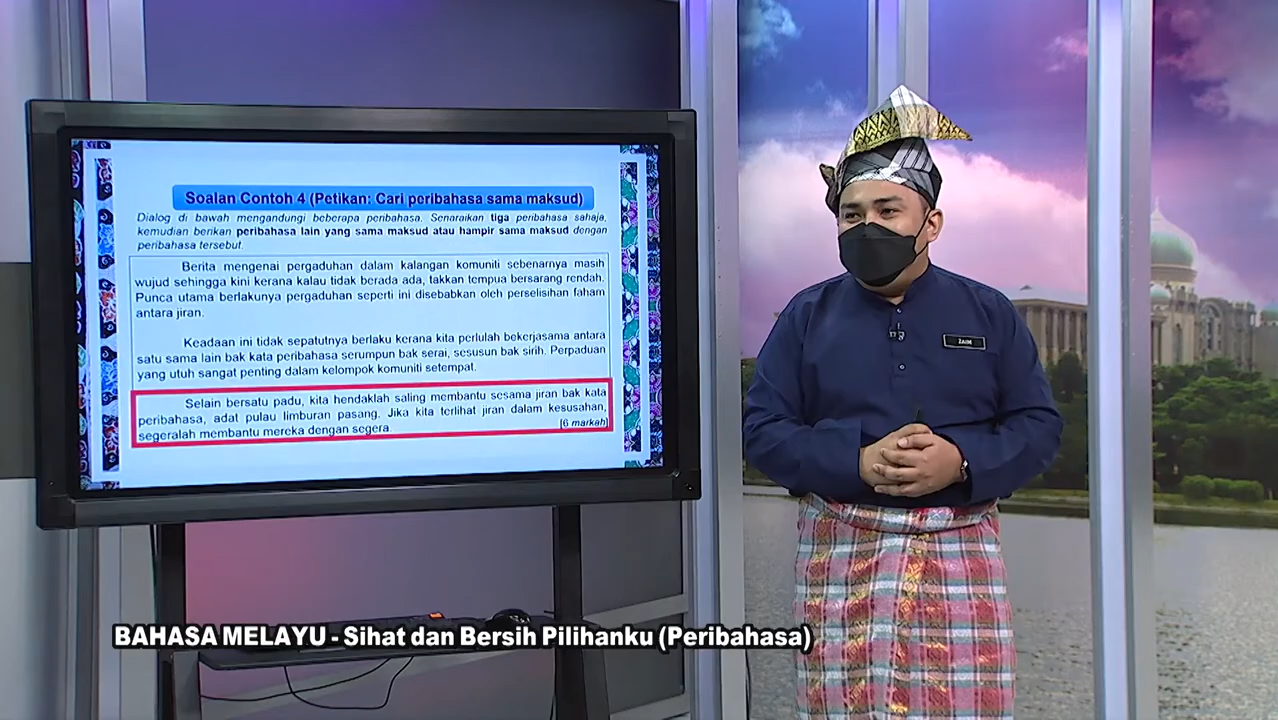 Soalan Contoh 4 (Petikan: Cari peribahasa sama maksud)
Dialog di bawah mengandungi beberapa peribahasa. Senaraikan tiga peribahasa sahaja,
kemudian berikan peribahasa lain yang sama maksud atau hampir sama maksud dengan
peribahasa tersebut.
Berita mengenai pergaduhan dalam kalangan komuniti sebenarnya masih
wujud sehingga kini kerana kalau tidak berada ada, takkan tempua bersarang rendah.
Punca utama berlakunya pergaduhan seperti ini disebabkan oleh perselisihan faham
antara jiran.
Keadaan ini tidak sepatutnya berlaku kerana kita perlulah bekerjasama antara
satu sama lain bak kata peribahasa serumpun bak serai, sesusun bak sirih. Perpaduan
yang utuh sangat penting dalam kelompok komuniti setempat.
Selain bersatu padu, kita hendaklah saling membantu sesama jiran bak kata
peribahasa, adat pulau limburan pasang. Jika kita terlihat jiran dalam kesusahan,
segeralah membantu mereka dengan segera.
[6 markah]
ZAIM
BAHASA MELAYU - Sihat dan Bersih Pilihanku (Peribahasa)